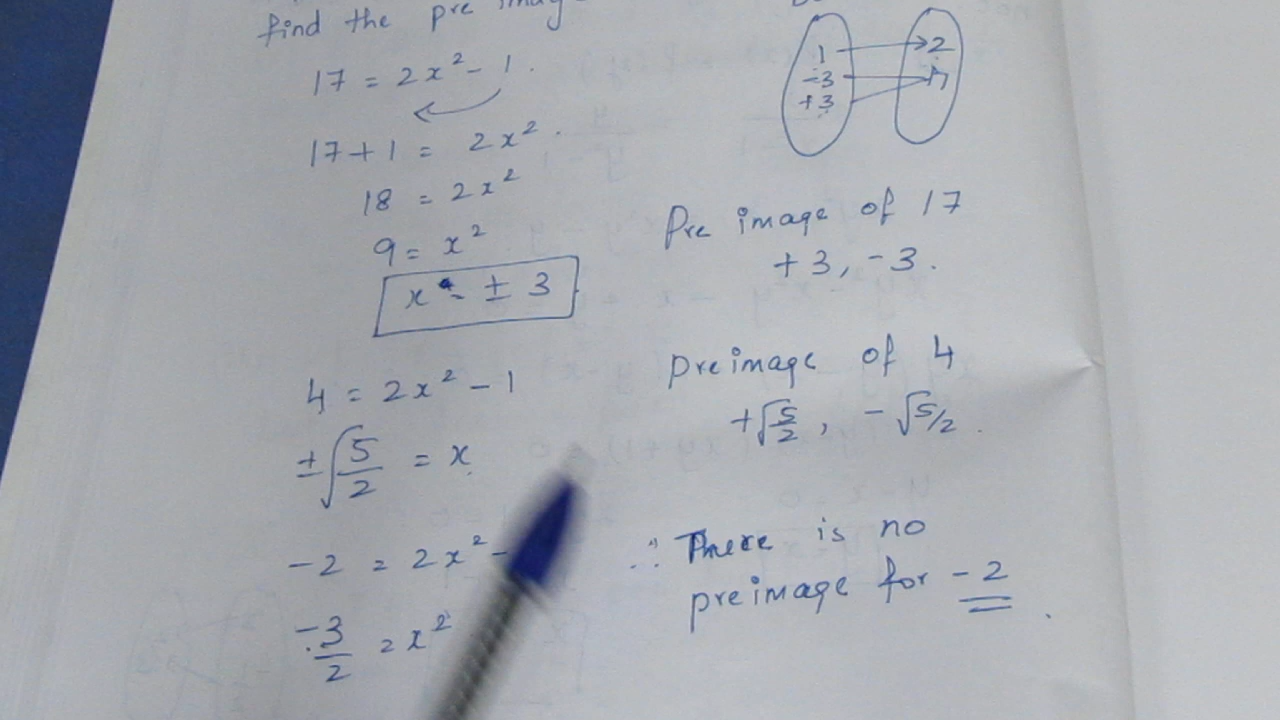 find the pre
17 = 2x² - 1.
17 + 1 = 2x².
18 = 2x²
9 = x²
x = ± 3
4 = 2x² - 1
±√5/2 = x
-2 = 2x² -
-3/2 = x²
1 2
-3 17
+3
Pre image of 17
+3, -3.
preimage of 4
+√5/2, -√5/2.
∴ There is no
preimage for -2.